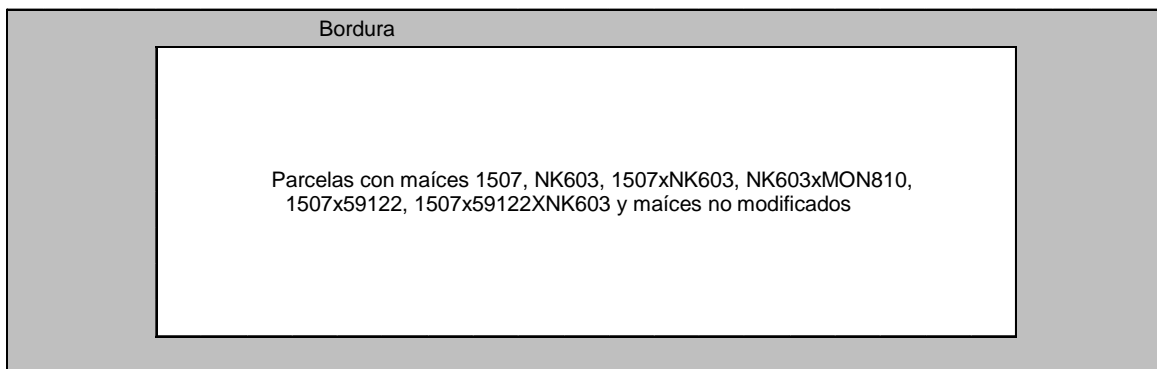 Bordura
Parcelas con maíces 1507, NK603, 1507xNK603, NK603xMON810,
1507x59122, 1507x59122XNK603 y maíces no modificados